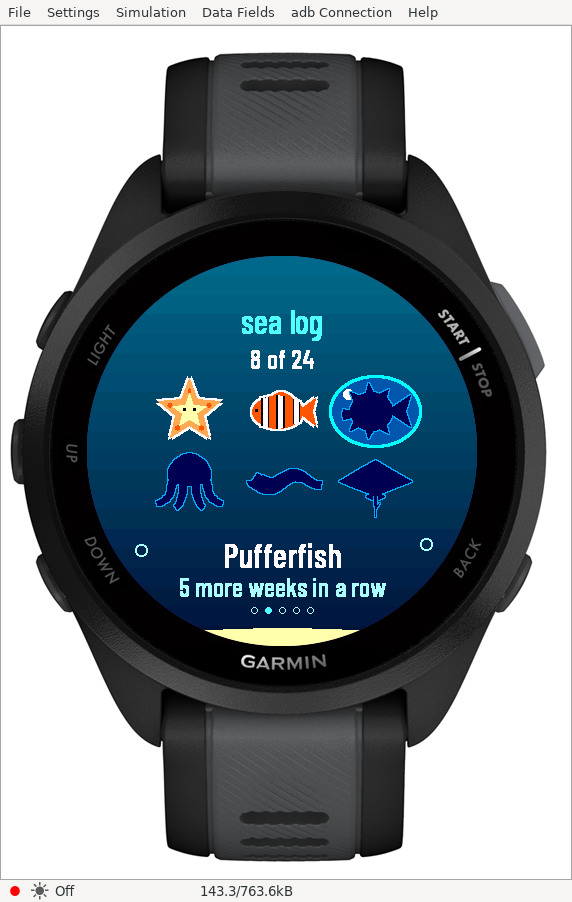 File Settings Simulation Data Fields adb Connection Help
LIGHT
START
STOP
UP
DOWN
BACK
sea log
8 of 24
Pufferfish
5 more weeks in a row
GARMIN
Off 143.3/763.6kB